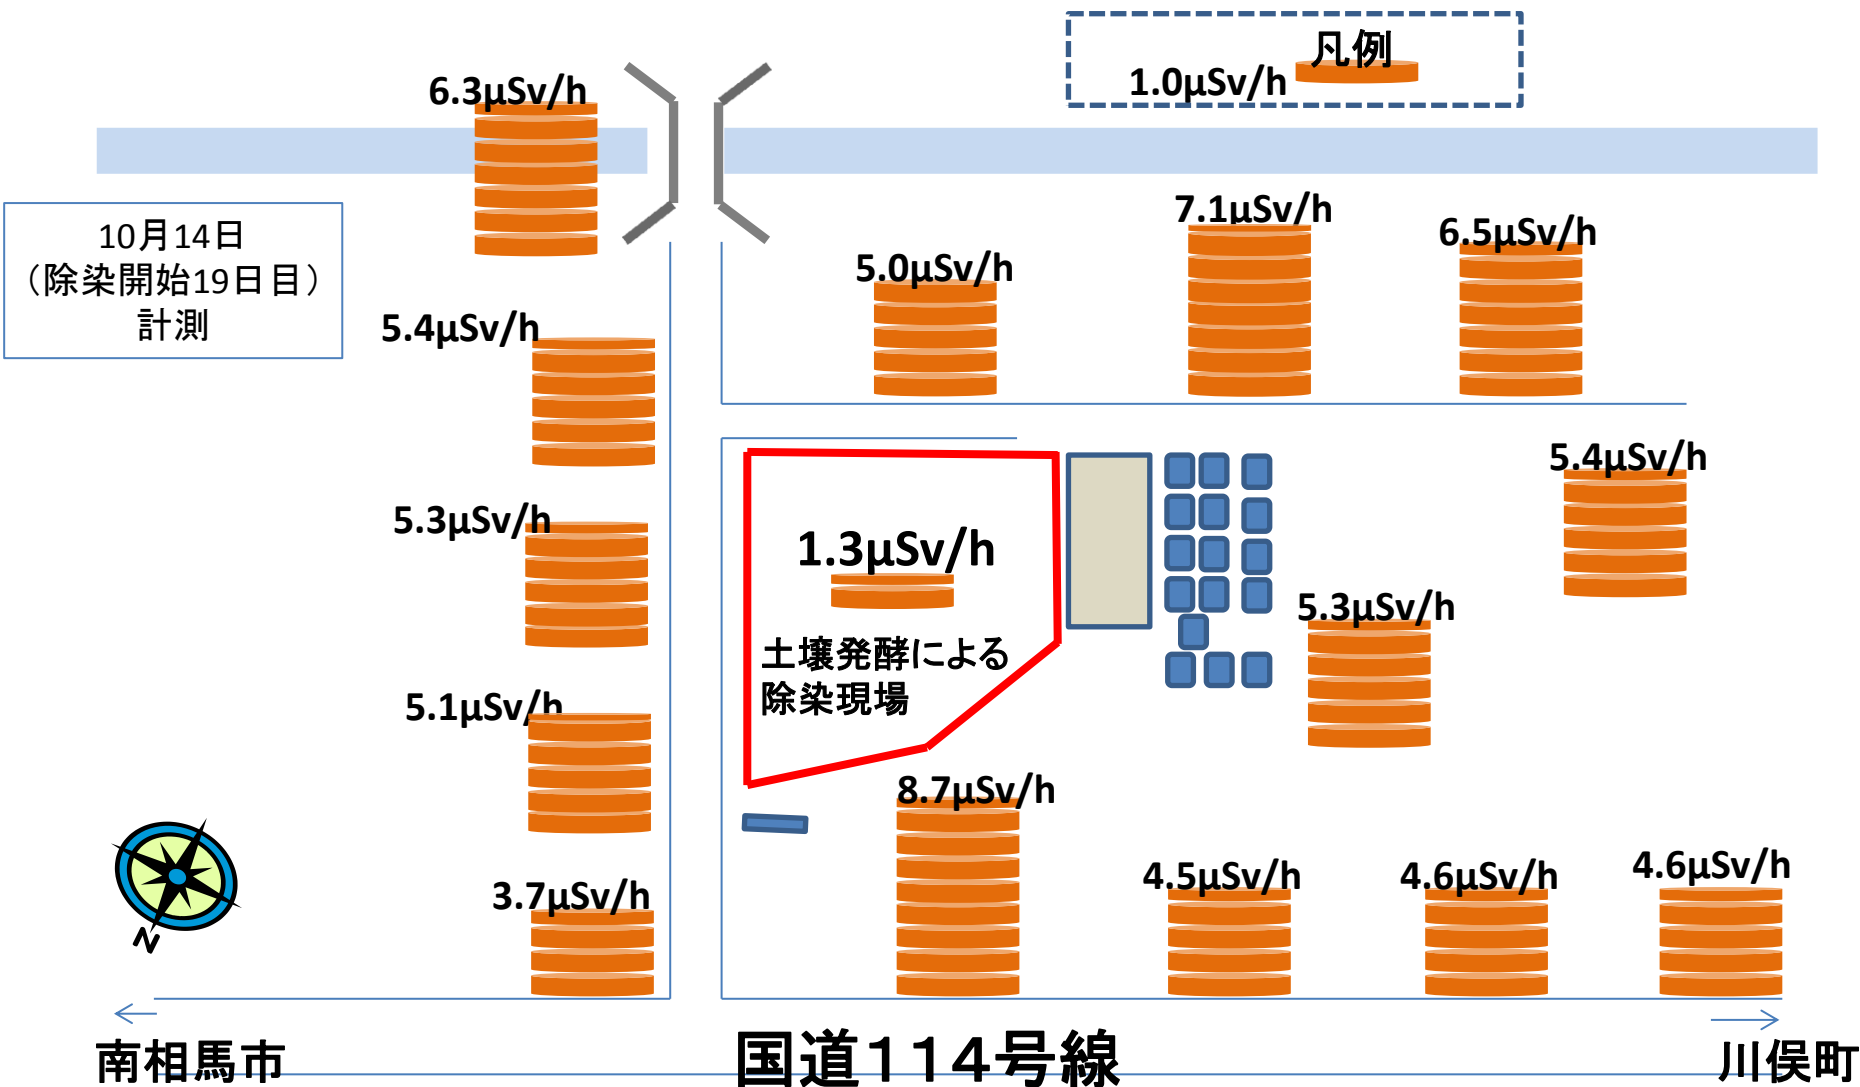 凡例
1.0μSv/h
6.3μSv/h
10月14日
（除染開始19日目）
計測
7.1μSv/h
6.5μSv/h
5.0μSv/h
5.4μSv/h
5.4μSv/h
5.3μSv/h
1.3μSv/h
5.3μSv/h
土壌発酵による
除染現場
5.1μSv/h
8.7μSv/h
3.7μSv/h
4.5μSv/h
4.6μSv/h
4.6μSv/h
N
南相馬市
国道１１４号線
川俣町